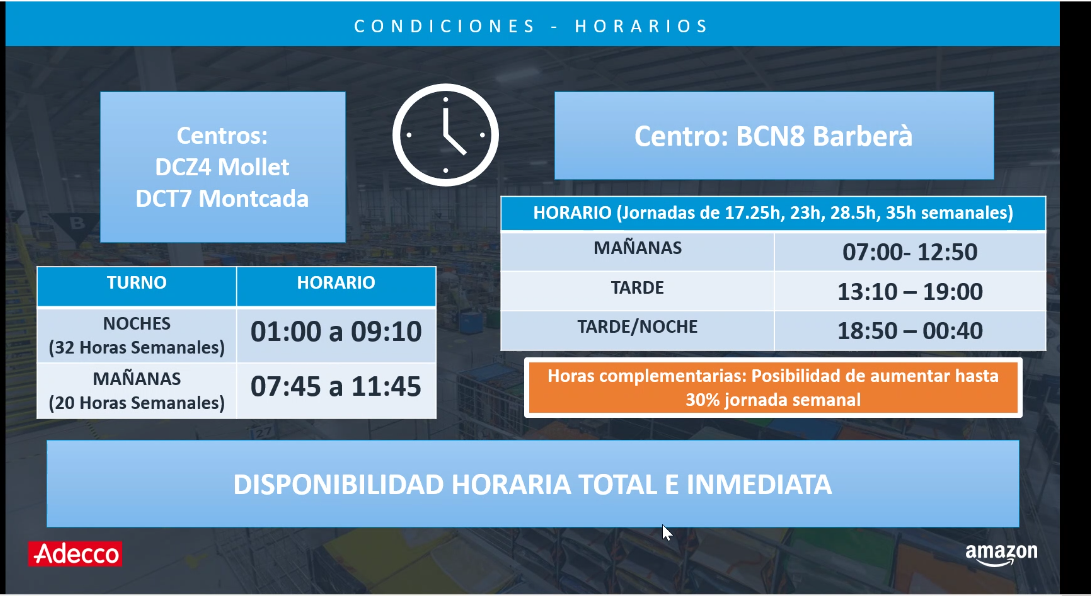 CONDICIONES - HORARIOS
Centros:
DCZ4 Mollet
DCT7 Montcada
TURNO HORARIO
NOCHES
(32 Horas Semanales) 01:00 a 09:10
MAÑANAS
(20 Horas Semanales) 07:45 a 11:45
Centro: BCN8 Barberà
HORARIO (Jornadas de 17.25h, 23h, 28.5h, 35h semanales)
MAÑANAS 07:00- 12:50
TARDE 13:10 – 19:00
TARDE/NOCHE 18:50 – 00:40
Horas complementarias: Posibilidad de aumentar hasta
30% jornada semanal
DISPONIBILIDAD HORARIA TOTAL E INMEDIATA
Adecco
amazon
B
27